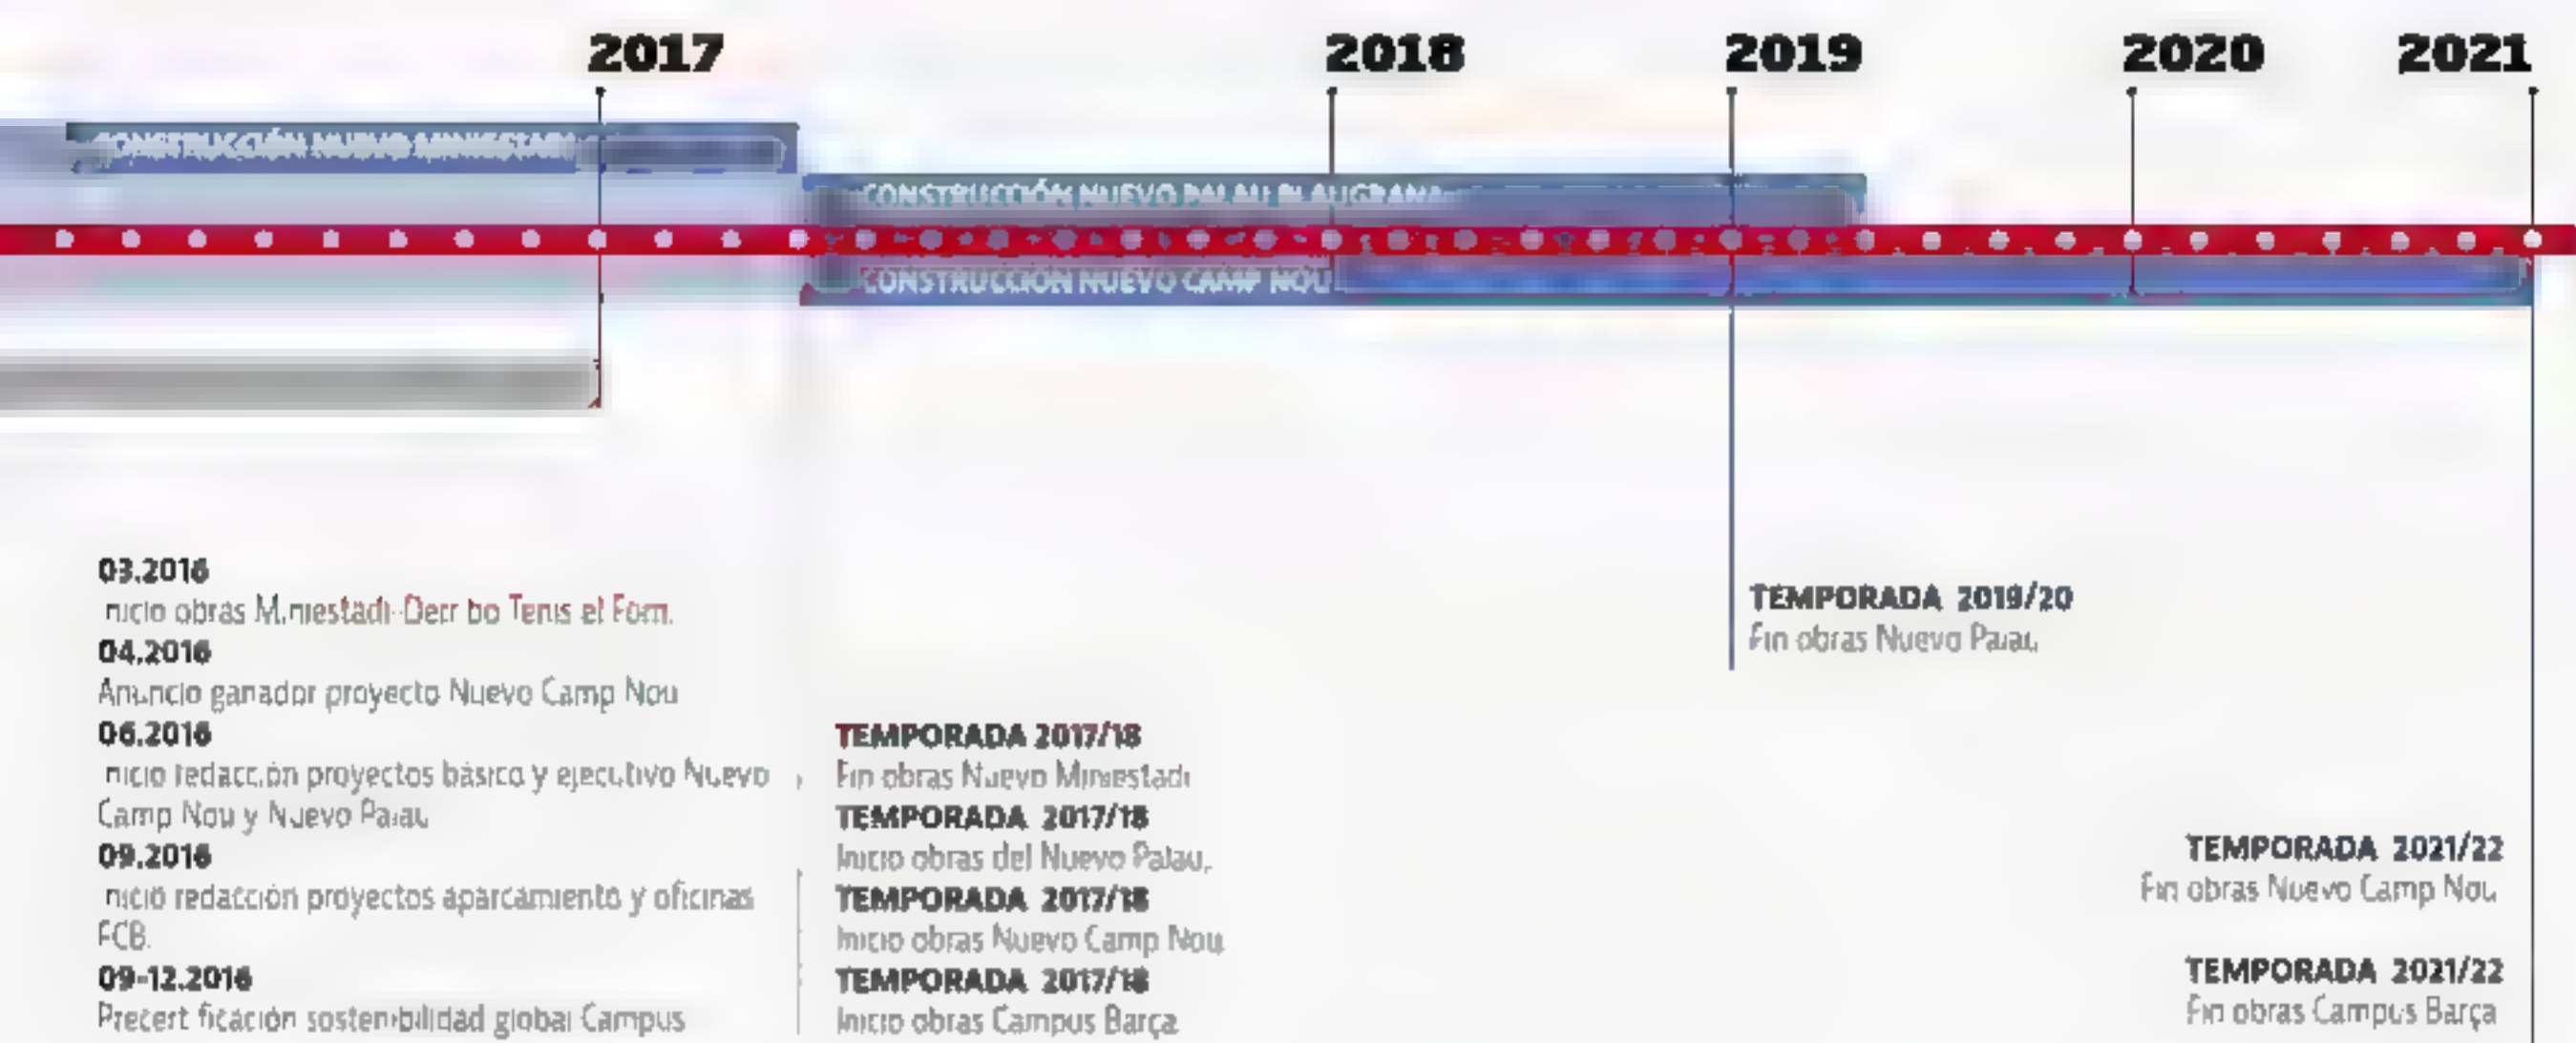 2017
2018
2019
2020
2021
CONSTRUCCIÓN NUEVO MINIESTADI
CONSTRUCCIÓN NUEVO PALAU BLAUGRANA
CONSTRUCCIÓN NUEVO CAMP NOU
03.2016
Inicio obras Miniestadi
04.2016
Anuncio ganador proyecto Nuevo Camp Nou
06.2016
Inicio redacción proyectos básico y ejecutivo Nuevo
Camp Nou y Nuevo Palau
09.2016
Inicio redacción proyectos aparcamiento y oficinas
FCB.
09-12.2016
Precertificación sostenibilidad global Campus
TEMPORADA 2017/18
Fin obras Nuevo Miniestadi
TEMPORADA 2017/18
Inicio obras del Nuevo Palau.
TEMPORADA 2017/18
Inicio obras Nuevo Camp Nou
TEMPORADA 2017/18
Inicio obras Campus Barça
TEMPORADA 2019/20
Fin obras Nuevo Palau
TEMPORADA 2021/22
Fin obras Nuevo Camp Nou
TEMPORADA 2021/22
Fin obras Campus Barça